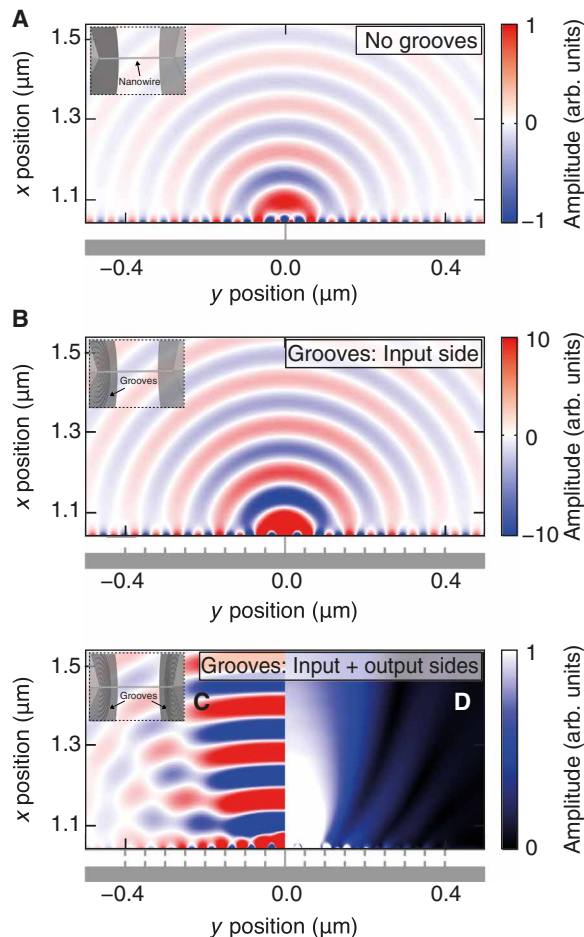 A
No grooves
Nanowire
1.5
1.3
1.1
x position (µm)
1
0
−1
Amplitude (arb. units)
−0.4 0.0 0.4
y position (µm)
B
Grooves: Input side
Grooves
1.5
1.3
1.1
x position (µm)
10
0
−10
Amplitude (arb. units)
−0.4 0.0 0.4
y position (µm)
Grooves: Input + output sides
Grooves
C D
1.5
1.3
1.1
x position (µm)
1
0
Amplitude (arb. units)
−0.4 0.0 0.4
y position (µm)